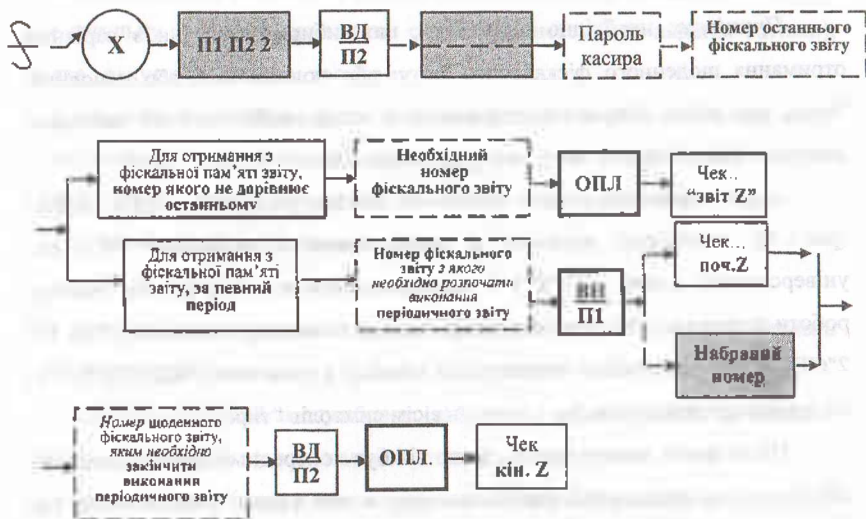 X
П1 П2 2
ВД
П2
Пароль
касира
Номер останнього
фіскального звіту
Для отримання з
фіскальної пам'яті звіту,
номер якого не дорівнює
останньому
Необхідний
номер
фіскального звіту
ОПЛ
Чек..
“звіт Z”
Для отримання з
фіскальної пам'яті
звіту, за певний
період
Номер фіскального
звіту з якого
необхідно розпочати
виконання
періодичного звіту
ВН
П1
Чек...
поч.Z
Набраний
номер
Номер щоденного
фіскального звіту,
яким необхідно
закінчити
виконання
періодичного звіту
ВД
П2
ОПЛ.
Чек
кін. Z